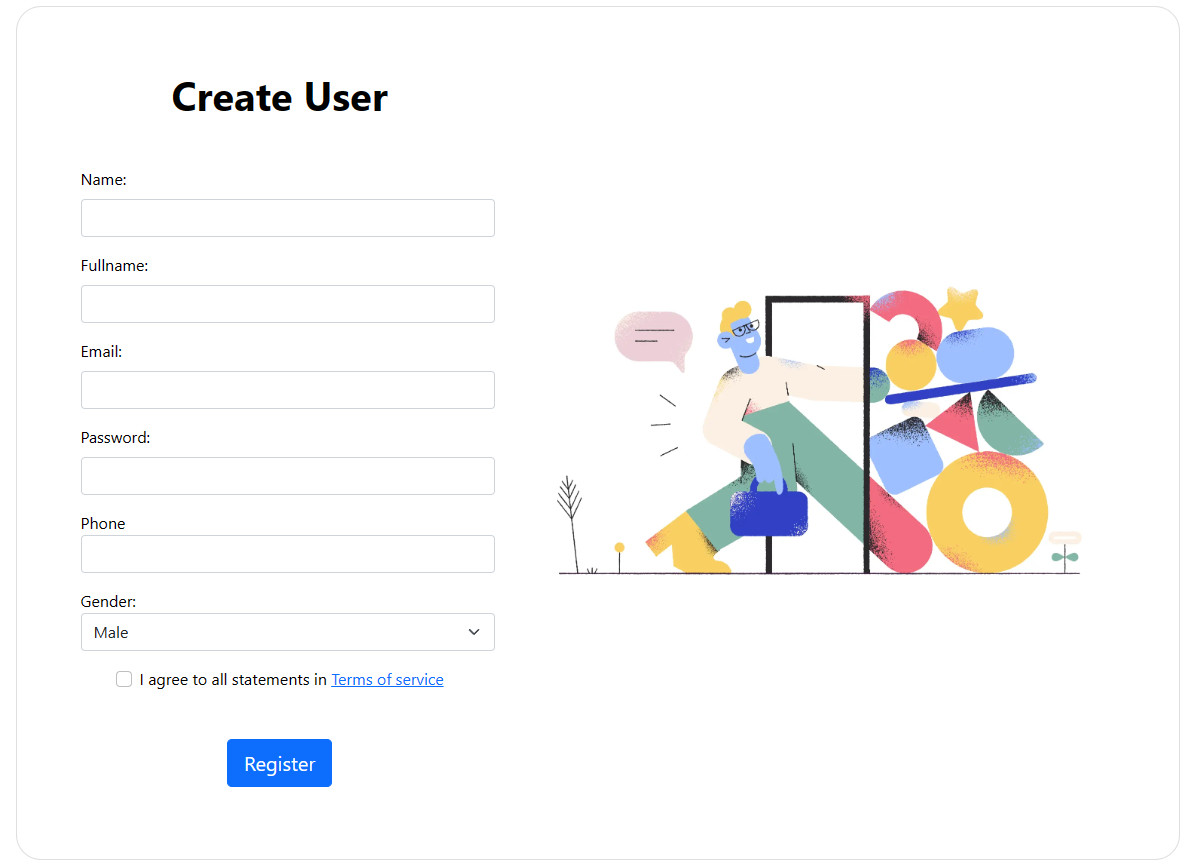 Create User
Name:
Fullname:
Email:
Password:
Phone
Gender:
Male
I agree to all statements in Terms of service
Register